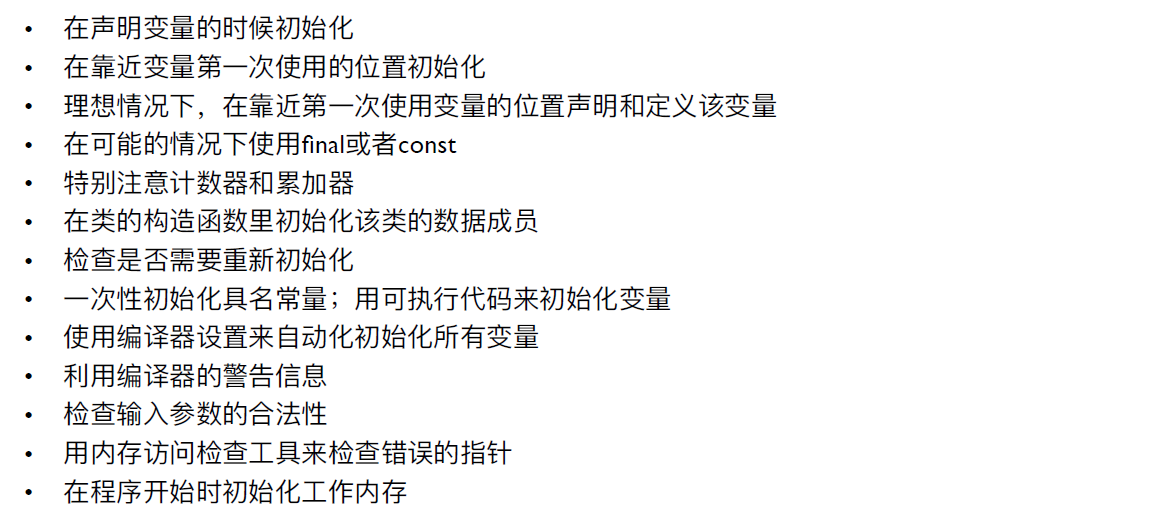 • 在声明变量的时候初始化
• 在靠近变量第一次使用的位置初始化
• 理想情况下，在靠近第一次使用变量的位置声明和定义该变量
• 在可能的情况下使用final或者const
• 特别注意计数器和累加器
• 在类的构造函数里初始化该类的数据成员
• 检查是否需要重新初始化
• 一次性初始化具名常量；用可执行代码来初始化变量
• 使用编译器设置来自动化初始化所有变量
• 利用编译器的警告信息
• 检查输入参数的合法性
• 用内存访问检查工具来检查错误的指针
• 在程序开始时初始化工作内存